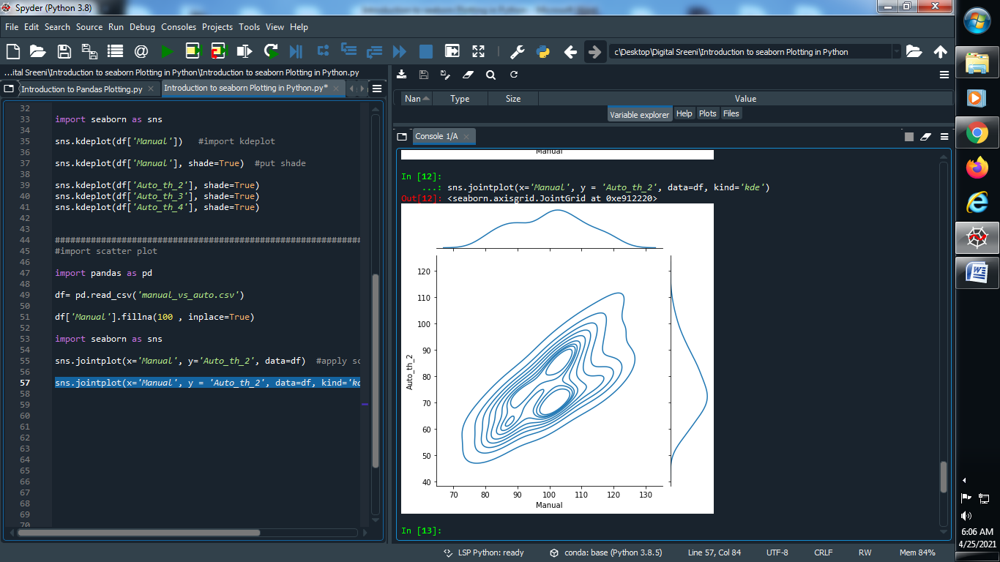 Spyder (Python 3.8)
File Edit Search Source Run Debug Consoles Projects Tools View Help
c\Desktop\Digital Sreeni\Introduction to seaborn Plotting in Python
...ital Sreeni\Introduction to seaborn Plotting in Python\Introduction to seaborn Plotting in Python.py
Introduction to Pandas Plotting.py
Introduction to seaborn Plotting in Python.py*
32
33 import seaborn as sns
34
35 sns.kdeplot(df['Manual']) #import kdeplot
36
37 sns.kdeplot(df['Manual'], shade=True) #put shade
38
39 sns.kdeplot(df['Auto_th_2'], shade=True)
40 sns.kdeplot(df['Auto_th_3'], shade=True)
41 sns.kdeplot(df['Auto_th_4'], shade=True)
42
43
44 ###########################################################
45 #import scatter plot
46
47 import pandas as pd
48
49 df= pd.read_csv('manual_vs_auto.csv')
50
51 df['Manual'].fillna(100 , inplace=True)
52
53 import seaborn as sns
54
55 sns.jointplot(x='Manual', y='Auto_th_2', data=df) #apply sc
56
57 sns.jointplot(x='Manual', y = 'Auto_th_2', data=df, kind='kd
58
59
60
61
62
63
64
65
66
67
68
69
70
Nan Type Size Value
Variable explorer Help Plots Files
Console 1/A
Manual
In [12]:
...: sns.jointplot(x='Manual', y = 'Auto_th_2', data=df, kind='kde')
Out[12]: <seaborn.axisgrid.JointGrid at 0xe912220>
120
110
100
90
80
70
60
50
40
Auto_th_2
70 80 90 100 110 120 130
Manual
In [13]:
LSP Python: ready conda: base (Python 3.8.5) Line 57, Col 84 UTF-8 CRLF RW Mem 84%
6:06 AM
4/25/2021